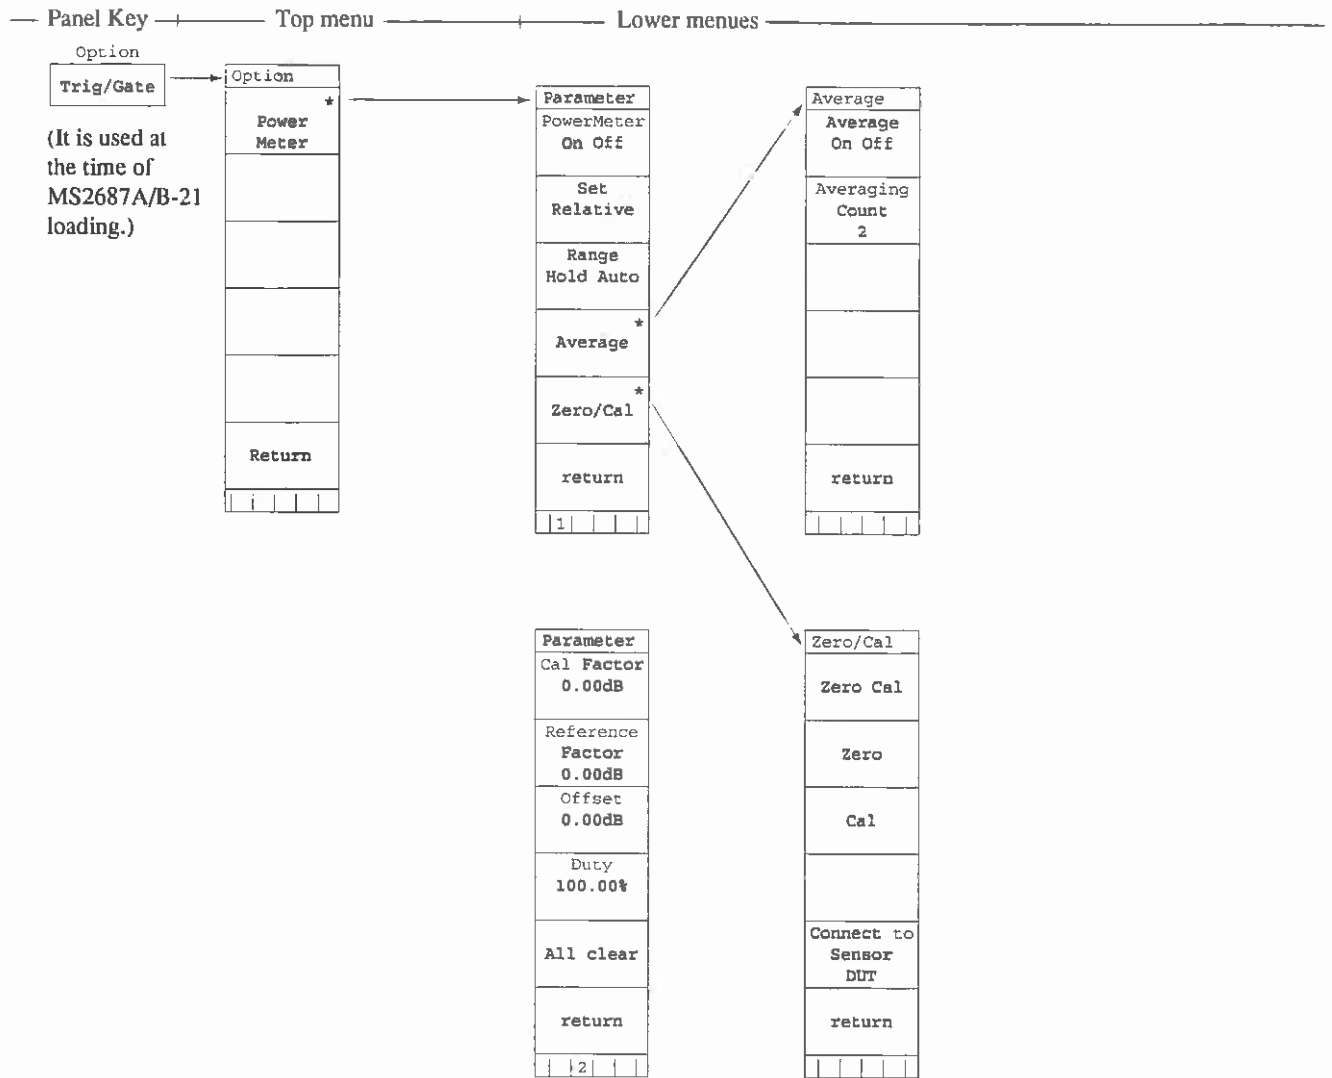 Panel Key
Top menu
Lower menues
Option
Trig/Gate
(It is used at
the time of
MS2687A/B-21
loading.)
Option
*
Power
Meter
Return
Parameter
PowerMeter
On Off
Set
Relative
Range
Hold Auto
*
Average
*
Zero/Cal
return
1
Average
Average
On Off
Averaging
Count
2
return
Parameter
Cal Factor
0.00dB
Reference
Factor
0.00dB
Offset
0.00dB
Duty
100.00%
All clear
return
2
Zero/Cal
Zero Cal
Zero
Cal
Connect to
Sensor
DUT
return